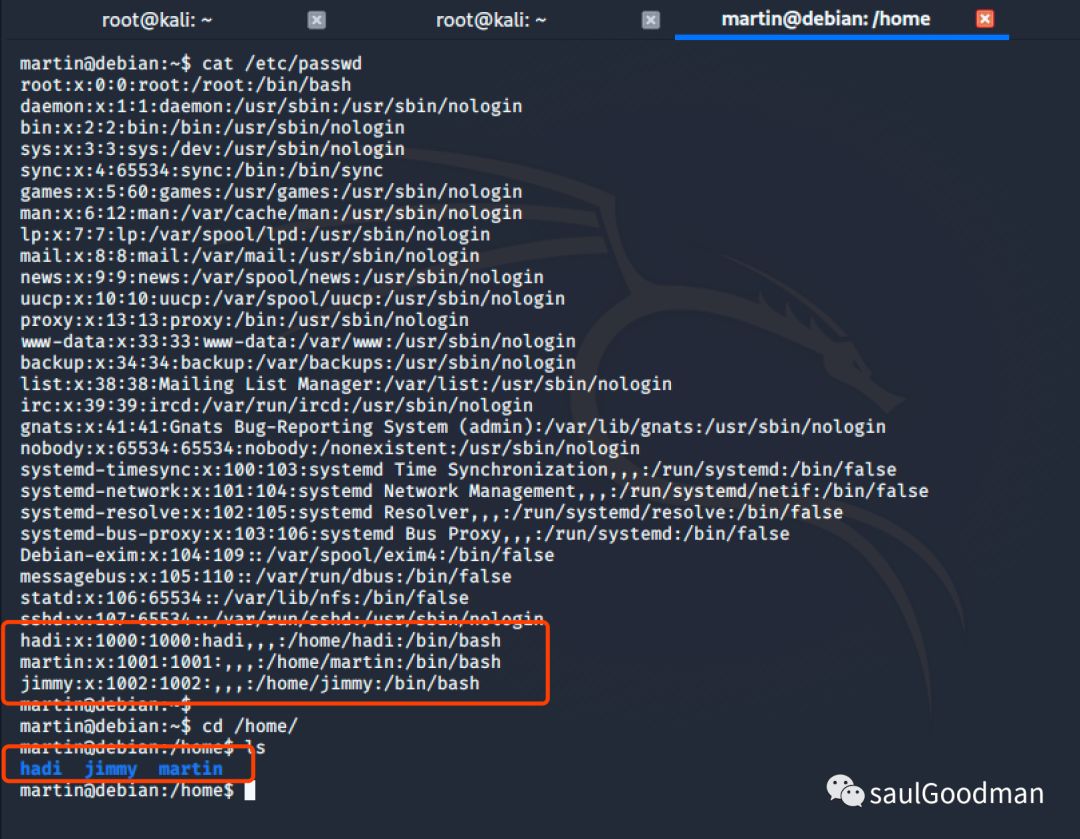 root@kali: ~
root@kali: ~
martin@debian: /home
martin@debian:~$ cat /etc/passwd
root:x:0:0:root:/root:/bin/bash
daemon:x:1:1:daemon:/usr/sbin:/usr/sbin/nologin
bin:x:2:2:bin:/bin:/usr/sbin/nologin
sys:x:3:3:sys:/dev:/usr/sbin/nologin
sync:x:4:65534:sync:/bin:/bin/sync
games:x:5:60:games:/usr/games:/usr/sbin/nologin
man:x:6:12:man:/var/cache/man:/usr/sbin/nologin
lp:x:7:7:lp:/var/spool/lpd:/usr/sbin/nologin
mail:x:8:8:mail:/var/mail:/usr/sbin/nologin
news:x:9:9:news:/var/spool/news:/usr/sbin/nologin
uucp:x:10:10:uucp:/var/spool/uucp:/usr/sbin/nologin
proxy:x:13:13:proxy:/bin:/usr/sbin/nologin
www-data:x:33:33:www-data:/var/www:/usr/sbin/nologin
backup:x:34:34:backup:/var/backups:/usr/sbin/nologin
list:x:38:38:Mailing List Manager:/var/list:/usr/sbin/nologin
irc:x:39:39:ircd:/var/run/ircd:/usr/sbin/nologin
gnats:x:41:41:Gnats Bug-Reporting System (admin):/var/lib/gnats:/usr/sbin/nologin
nobody:x:65534:65534:nobody:/nonexistent:/usr/sbin/nologin
systemd-timesync:x:100:103:systemd Time Synchronization,,,:/run/systemd:/bin/false
systemd-network:x:101:104:systemd Network Management,,,:/run/systemd/netif:/bin/false
systemd-resolve:x:102:105:systemd Resolver,,,:/run/systemd/resolve:/bin/false
systemd-bus-proxy:x:103:106:systemd Bus Proxy,,,:/run/systemd:/bin/false
Debian-exim:x:104:109::/var/spool/exim4:/bin/false
messagebus:x:105:110::/var/run/dbus:/bin/false
statd:x:106:65534::/var/lib/nfs:/bin/false
sshd:x:107:65534::/var/run/sshd:/usr/sbin/nologin
hadi:x:1000:1000:hadi,,,:/home/hadi:/bin/bash
martin:x:1001:1001:,,,:/home/martin:/bin/bash
jimmy:x:1002:1002:,,,:/home/jimmy:/bin/bash
martin@debian:~$
martin@debian:~$ cd /home/
martin@debian:/home$ ls
hadi jimmy martin
martin@debian:/home$
saulGoodman